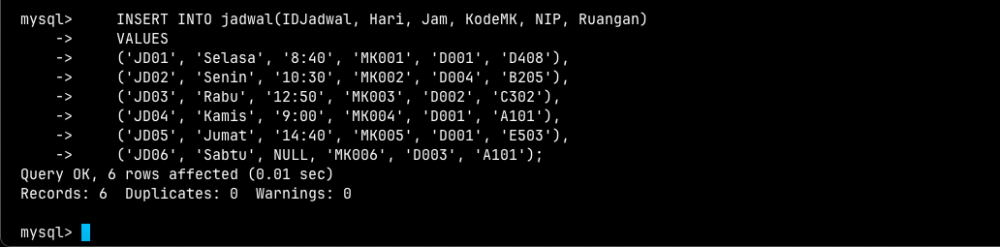 mysql>     INSERT INTO jadwal(IDJadwal, Hari, Jam, KodeMK, NIP, Ruangan)
    ->     VALUES
    ->     ('JD01', 'Selasa', '8:40', 'MK001', 'D001', 'D408'),
    ->     ('JD02', 'Senin', '10:30', 'MK002', 'D004', 'B205'),
    ->     ('JD03', 'Rabu', '12:50', 'MK003', 'D002', 'C302'),
    ->     ('JD04', 'Kamis', '9:00', 'MK004', 'D001', 'A101'),
    ->     ('JD05', 'Jumat', '14:40', 'MK005', 'D001', 'E503'),
    ->     ('JD06', 'Sabtu', NULL, 'MK006', 'D003', 'A101');
Query OK, 6 rows affected (0.01 sec)
Records: 6  Duplicates: 0  Warnings: 0
mysql>